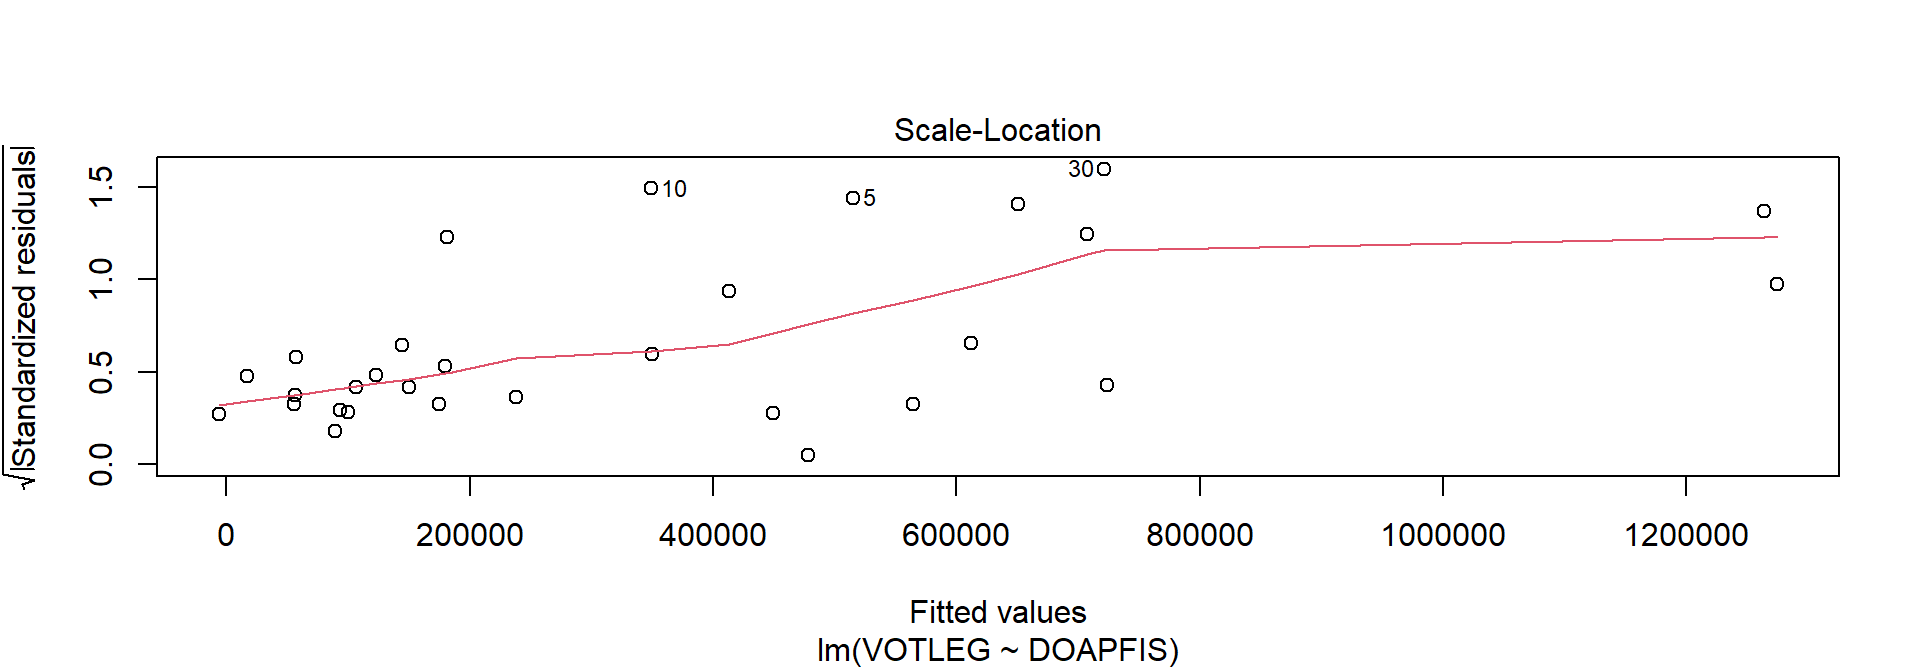 Scale-Location
√|Standardized residuals|
0.0 0.5 1.0 1.5
10
5
30
0 200000 400000 600000 800000 1000000 1200000
Fitted values
lm(VOTLEG ~ DOAPFIS)